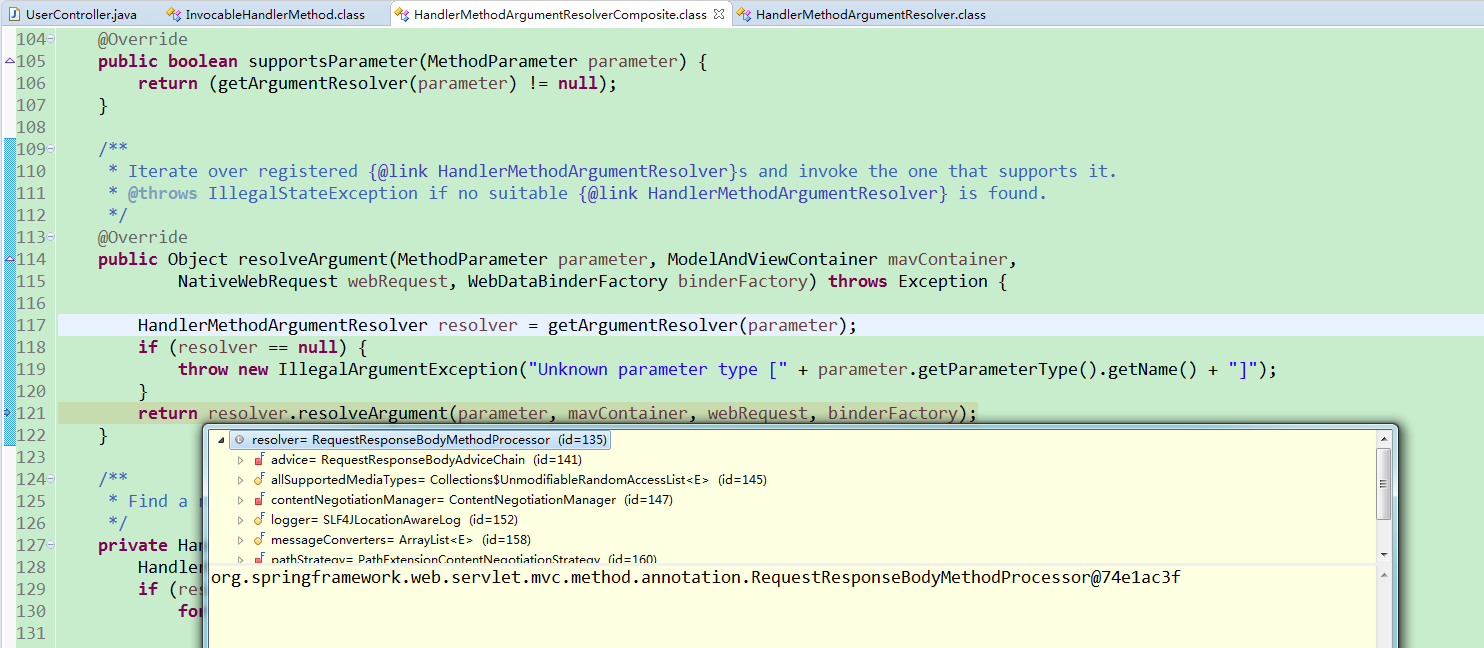 UserController.java InvocableHandlerMethod.class HandlerMethodArgumentResolverComposite.class HandlerMethodArgumentResolver.class
104 @Override
105 public boolean supportsParameter(MethodParameter parameter) {
106 return (getArgumentResolver(parameter) != null);
107 }
108
109 /**
110 * Iterate over registered {@link HandlerMethodArgumentResolver}s and invoke the one that supports it.
111 * @throws IllegalStateException if no suitable {@link HandlerMethodArgumentResolver} is found.
112 */
113 @Override
114 public Object resolveArgument(MethodParameter parameter, ModelAndViewContainer mavContainer,
115 NativeWebRequest webRequest, WebDataBinderFactory binderFactory) throws Exception {
116
117 HandlerMethodArgumentResolver resolver = getArgumentResolver(parameter);
118 if (resolver == null) {
119 throw new IllegalArgumentException("Unknown parameter type [" + parameter.getParameterType().getName() + "]");
120 }
121 return resolver.resolveArgument(parameter, mavContainer, webRequest, binderFactory);
122 }
123
124 /**
125 * Find a
126 */
127 private Han
128 Handler
129 if (res
130 for
131
resolver= RequestResponseBodyMethodProcessor (id=135)
advice= RequestResponseBodyAdviceChain (id=141)
allSupportedMediaTypes= Collections$UnmodifiableRandomAccessList<E> (id=145)
contentNegotiationManager= ContentNegotiationManager (id=147)
logger= SLF4JLocationAwareLog (id=152)
messageConverters= ArrayList<E> (id=158)
pathStrategy= PathExtensionContentNegotiationStrategy (id=160)
org.springframework.web.servlet.mvc.method.annotation.RequestResponseBodyMethodProcessor@74e1ac3f